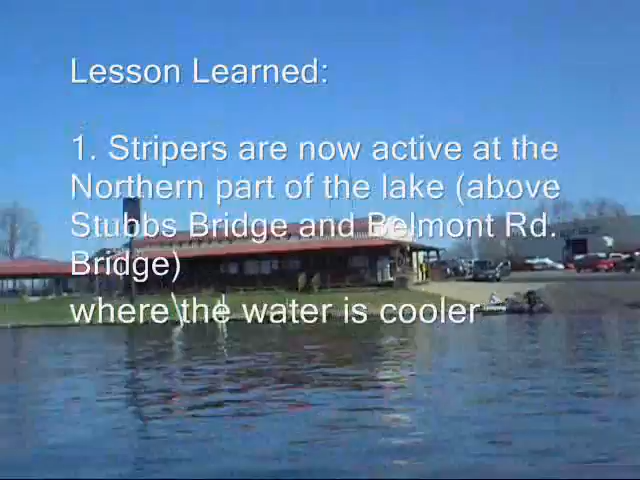 Lesson Learned:
1. Stripers are now active at the
Northern part of the lake (above
Stubbs Bridge and Belmont Rd.
Bridge)
where the water is cooler